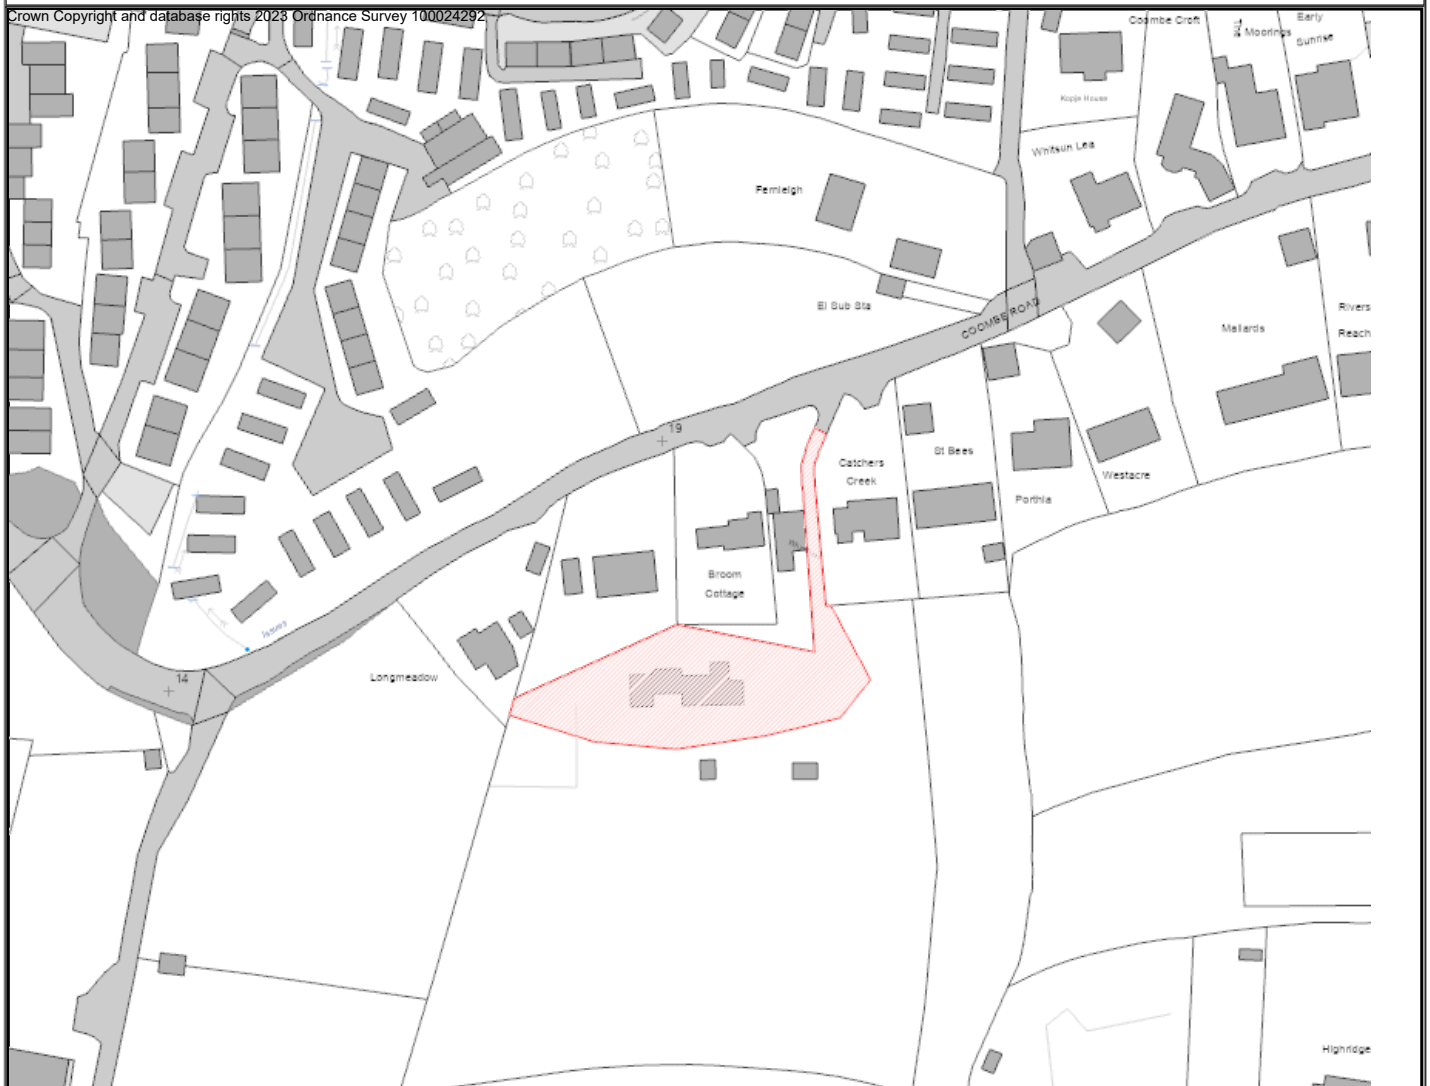 Crown Copyright and database rights 2023 Ordnance Survey 100024292
Coombe Croft
Moorings
Early
Sunrise
Kopje House
Whitsun Lea
Fernleigh
El Sub Sta
COOMBE ROAD
Mallards
Rivers
Reach
19
Catchers
Creek
St Bees
Westacre
Porthia
Broom
Cottage
Issues
Longmeadow
14
Highridge